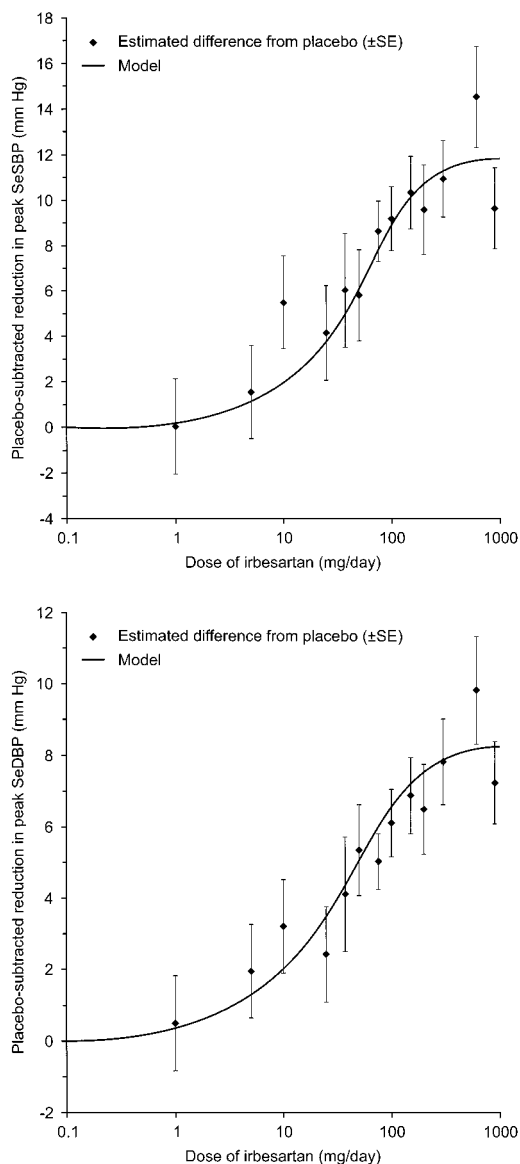 18
16
14
12
10
8
6
4
2
0
-2
-4
Placebo-subtracted reduction in peak SeSBP (mm Hg)
Estimated difference from placebo (±SE)
Model
0.1 1 10 100 1000
Dose of irbesartan (mg/day)
12
10
8
6
4
2
0
-2
Placebo-subtracted reduction in peak SeDBP (mm Hg)
Estimated difference from placebo (±SE)
Model
0.1 1 10 100 1000
Dose of irbesartan (mg/day)